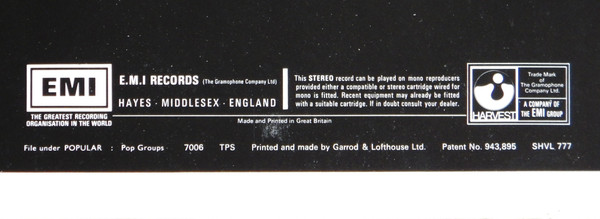 EMI
THE GREATEST RECORDING
ORGANISATION IN THE WORLD
E.M.I RECORDS (The Gramophone Company Ltd)
HAYES · MIDDLESEX · ENGLAND
This STEREO record can be played on mono reproducers
provided either a compatible or stereo cartridge wired for
mono is fitted. Recent equipment may already be fitted
with a suitable cartridge. If in doubt consult your dealer.
Made and Printed in Great Britain
HARVEST
Trade Mark
of
The Gramophone
Company Ltd.
A COMPANY OF
THE EMI GROUP
File under POPULAR : Pop Groups· 7006 TPS Printed and made by Garrod & Lofthouse Ltd. Patent No. 943,895 SHVL 777